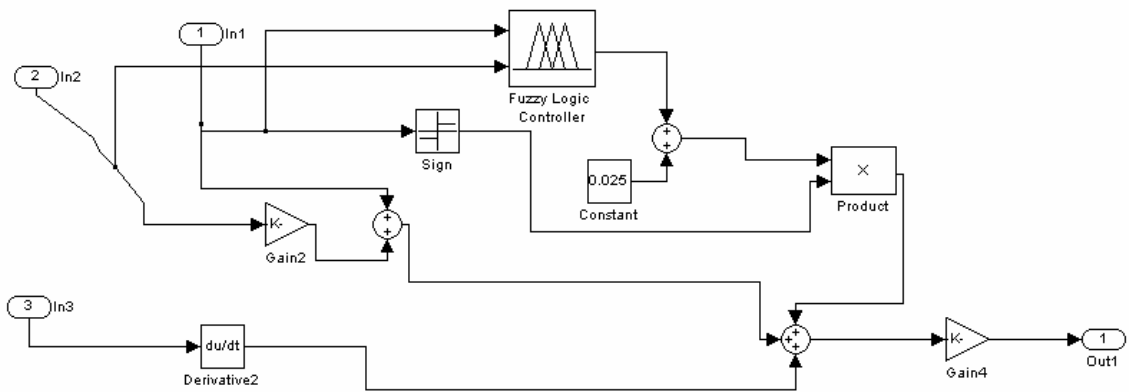 1
In1
2
In2
Fuzzy Logic
Controller
Sign
+
+
0.025
Constant
×
Product
K-
Gain2
+
+
3
In3
du/dt
Derivative2
+
+
+
K-
Gain4
1
Out1